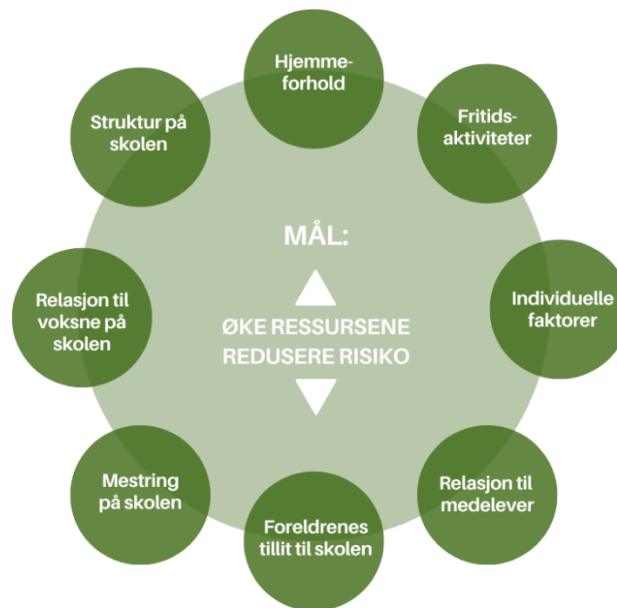 Hjemme-
forhold
Fritids-
aktiviteter
Individuelle
faktorer
Relasjon til
medelever
Foreldrenes
tillit til skolen
Mestring
på skolen
Relasjon til
voksne på
skolen
Struktur på
skolen
MÅL:
ØKE RESSURSENE
REDUSERE RISIKO